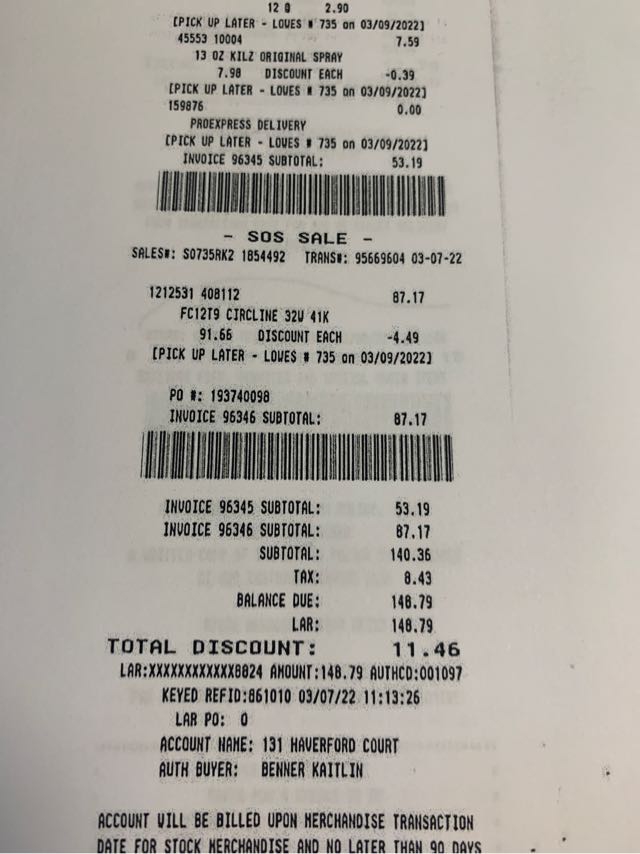 12 @ 2.90
[PICK UP LATER - LOWES # 735 on 03/09/2022]
45553 10004 7.59
13 OZ KILZ ORIGINAL SPRAY
7.98 DISCOUNT EACH -0.39
[PICK UP LATER - LOWES # 735 on 03/09/2022]
159876 0.00
PROEXPRESS DELIVERY
[PICK UP LATER - LOWES # 735 on 03/09/2022]
INVOICE 96345 SUBTOTAL: 53.19
- SOS SALE -
SALES#: S0735RK2 1854492 TRANS#: 95669604 03-07-22
1212531 408112 87.17
FC12T9 CIRCLINE 32W 41K
91.66 DISCOUNT EACH -4.49
[PICK UP LATER - LOWES # 735 on 03/09/2022]
PO #: 193740098
INVOICE 96346 SUBTOTAL: 87.17
INVOICE 96345 SUBTOTAL: 53.19
INVOICE 96346 SUBTOTAL: 87.17
SUBTOTAL: 140.36
TAX: 8.43
BALANCE DUE: 148.79
LAR: 148.79
TOTAL DISCOUNT: 11.46
LAR:XXXXXXXXXXXX8024 AMOUNT:148.79 AUTHCD:001097
KEYED REFID:861010 03/07/22 11:13:26
LAR PO: 0
ACCOUNT NAME: 131 HAVERFORD COURT
AUTH BUYER: BENNER KAITLIN
ACCOUNT WILL BE BILLED UPON MERCHANDISE TRANSACTION
DATE FOR STOCK MERCHANDISE AND NO LATER THAN 90 DAYS